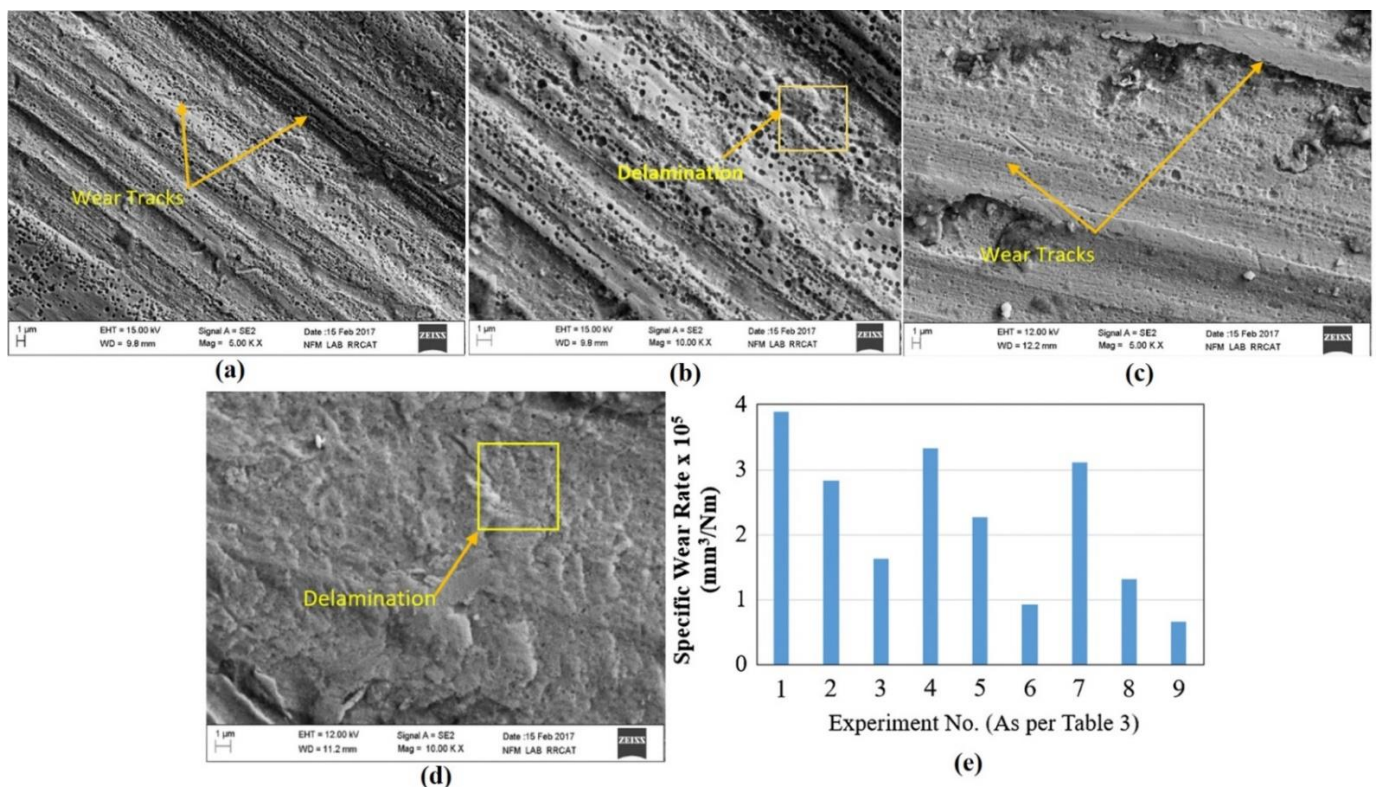 Wear Tracks
1 µm
EHT = 15.00 kV
Signal A = SE2
Date :15 Feb 2017
WD = 9.8 mm
Mag = 5.00 K X
NFM LAB RRCAT
ZEISS
(a)
Delamination
1 µm
EHT = 15.00 kV
Signal A = SE2
Date :15 Feb 2017
WD = 9.8 mm
Mag = 10.00 K X
NFM LAB RRCAT
ZEISS
(b)
Wear Tracks
1 µm
EHT = 12.00 kV
Signal A = SE2
Date :15 Feb 2017
WD = 12.2 mm
Mag = 5.00 K X
NFM LAB RRCAT
ZEISS
(c)
Delamination
1 µm
EHT = 12.00 kV
Signal A = SE2
Date :15 Feb 2017
WD = 11.2 mm
Mag = 10.00 K X
NFM LAB RRCAT
ZEISS
(d)
Specific Wear Rate x 10⁵
(mm³/Nm)
4
3
2
1
0
1 2 3 4 5 6 7 8 9
Experiment No. (As per Table 3)
(e)